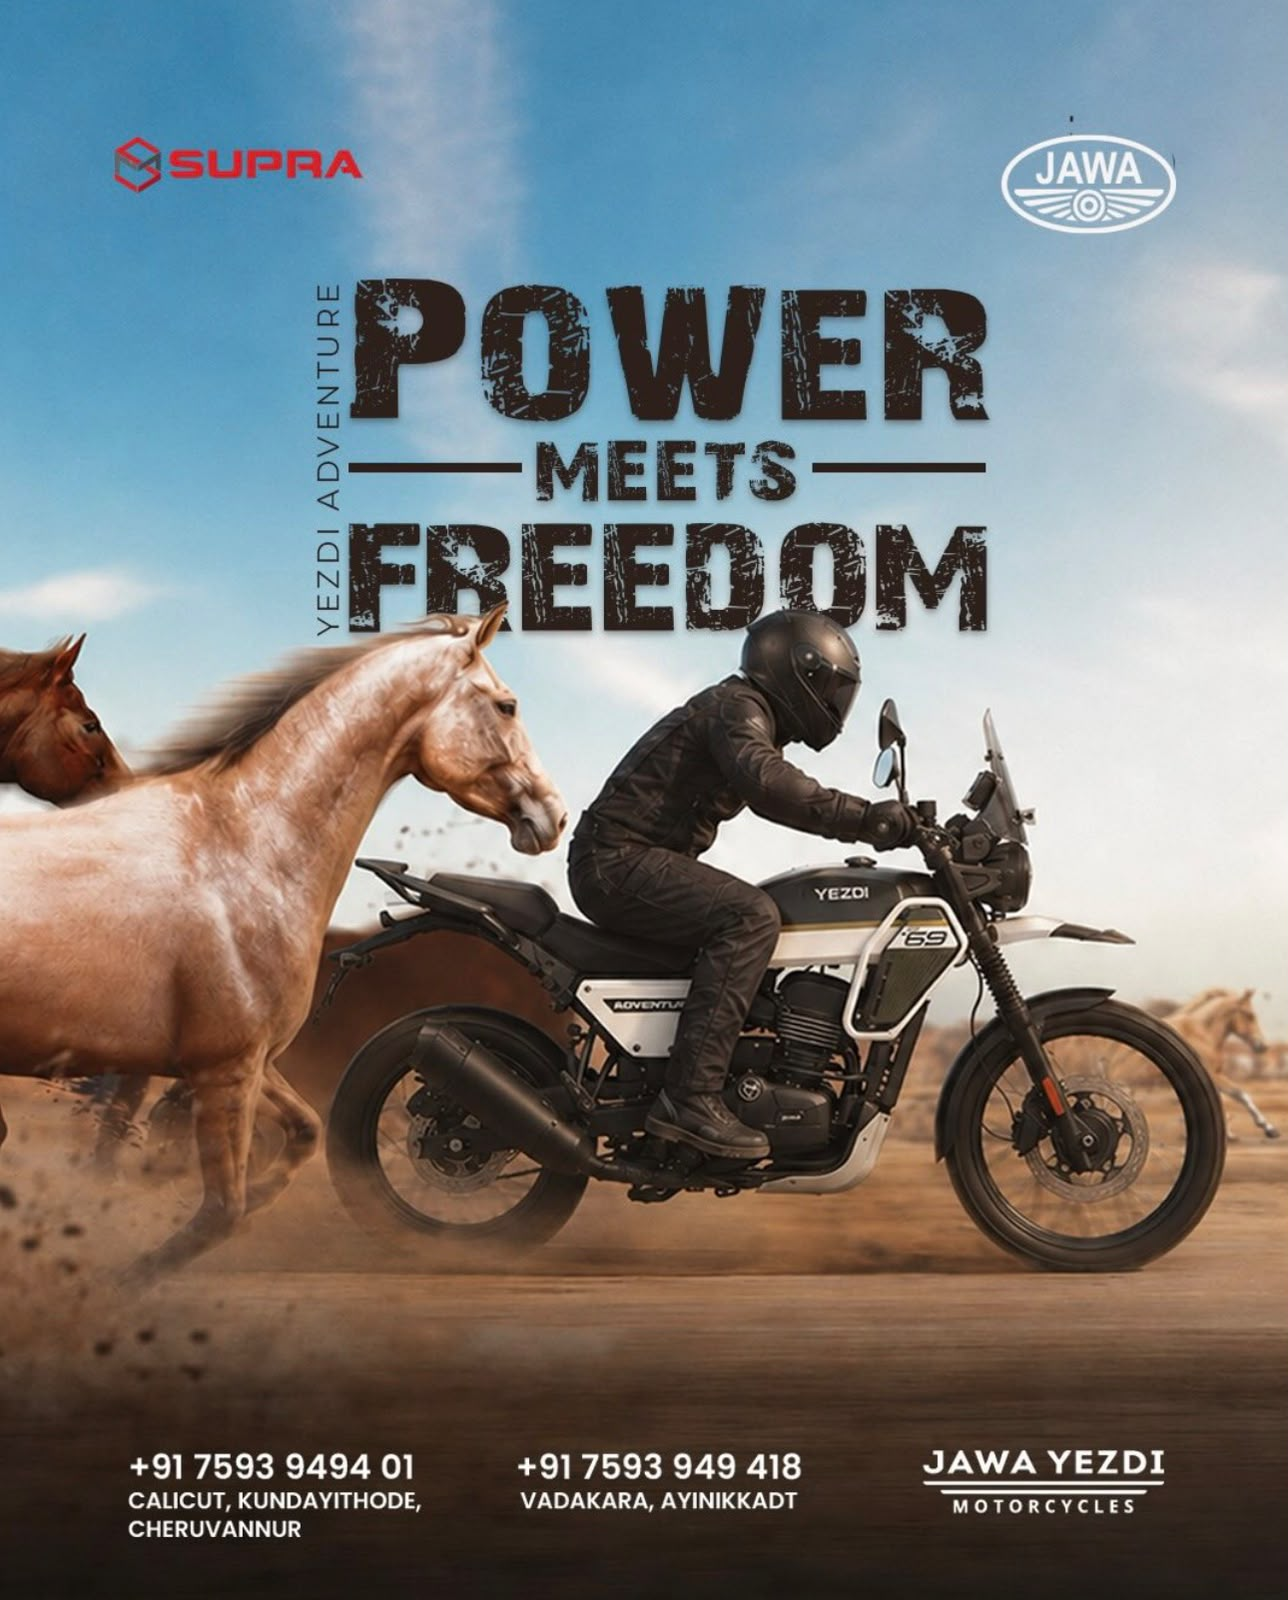 SUPRA
JAWA
YEZDI ADVENTURE
POWER
MEETS
FREEDOM
YEZDI
69
ADVENTU
+91 7593 9494 01
CALICUT, KUNDAYITHODE,
CHERUVANNUR
+91 7593 949 418
VADAKARA, AYINIKKADT
JAWA YEZDI
MOTORCYCLES